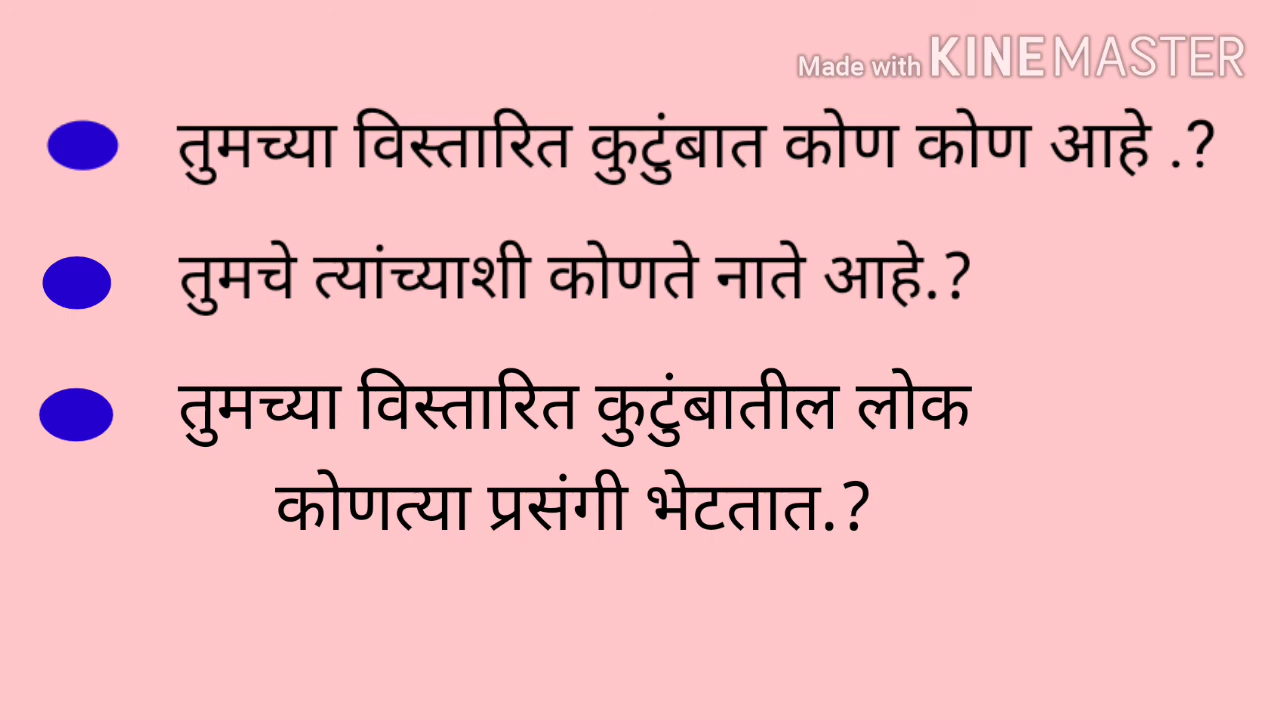 Made with KINEMASTER
तुमच्या विस्तारित कुटुंबात कोण कोण आहे .?
तुमचे त्यांच्याशी कोणते नाते आहे.?
तुमच्या विस्तारित कुटुंबातील लोक
कोणत्या प्रसंगी भेटतात.?